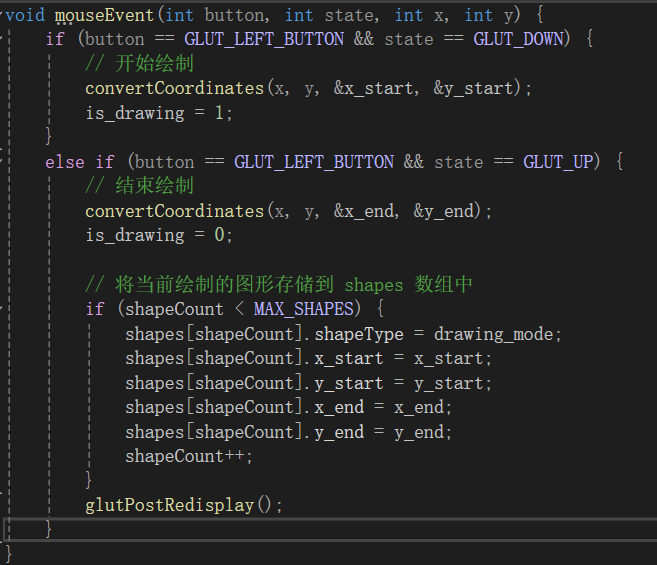 void mouseEvent(int button, int state, int x, int y) {
if (button == GLUT_LEFT_BUTTON && state == GLUT_DOWN) {
// 开始绘制
convertCoordinates(x, y, &x_start, &y_start);
is_drawing = 1;
}
else if (button == GLUT_LEFT_BUTTON && state == GLUT_UP) {
// 结束绘制
convertCoordinates(x, y, &x_end, &y_end);
is_drawing = 0;
// 将当前绘制的图形存储到 shapes 数组中
if (shapeCount < MAX_SHAPES) {
shapes[shapeCount].shapeType = drawing_mode;
shapes[shapeCount].x_start = x_start;
shapes[shapeCount].y_start = y_start;
shapes[shapeCount].x_end = x_end;
shapes[shapeCount].y_end = y_end;
shapeCount++;
}
glutPostRedisplay();
}
}